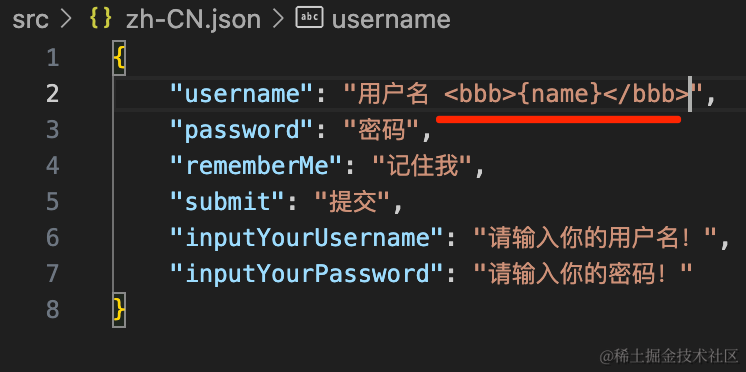 src > {} zh-CN.json > abc username
1 {
2     "username": "用户名 <bbb>{name}</bbb>",
3     "password": "密码",
4     "rememberMe": "记住我",
5     "submit": "提交",
6     "inputYourUsername": "请输入你的用户名！",
7     "inputYourPassword": "请输入你的密码！"
8 }
@稀土掘金技术社区